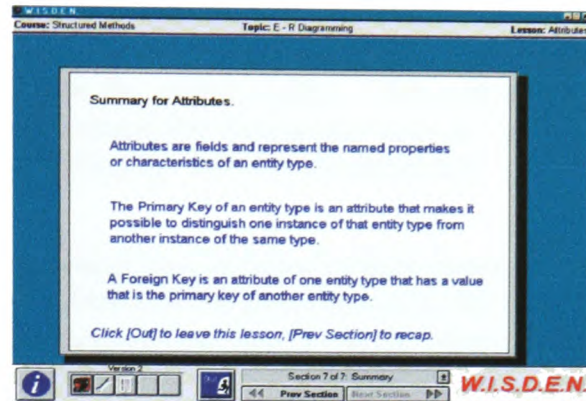 W.I.S.D.E.N.
Course: Structured Methods Topic: E - R Diagramming Lesson: Attributes
Summary for Attributes.
Attributes are fields and represent the named properties
or characteristics of an entity type.
The Primary Key of an entity type is an attribute that makes it
possible to distinguish one instance of that entity type from
another instance of the same type.
A Foreign Key is an attribute of one entity type that has a value
that is the primary key of another entity type.
Click [Out] to leave this lesson, [Prev Section] to recap.
Version 2
Section 7 of 7: Summary
Prev Section Next Section
W.I.S.D.E.N.